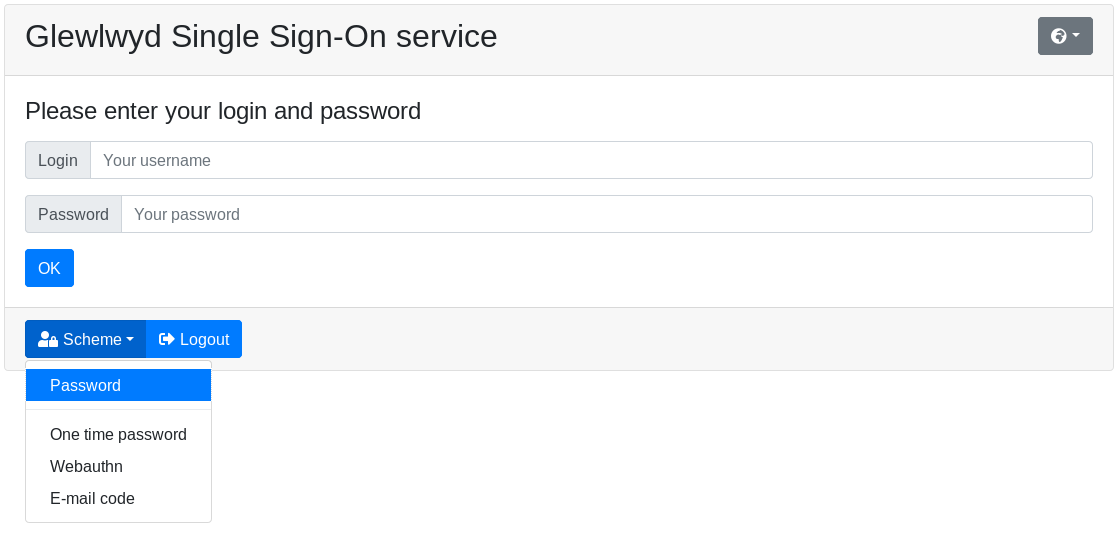 Glewlwyd Single Sign-On service
Please enter your login and password
Login Your username
Password Your password
OK
Scheme Logout
Password
One time password
Webauthn
E-mail code